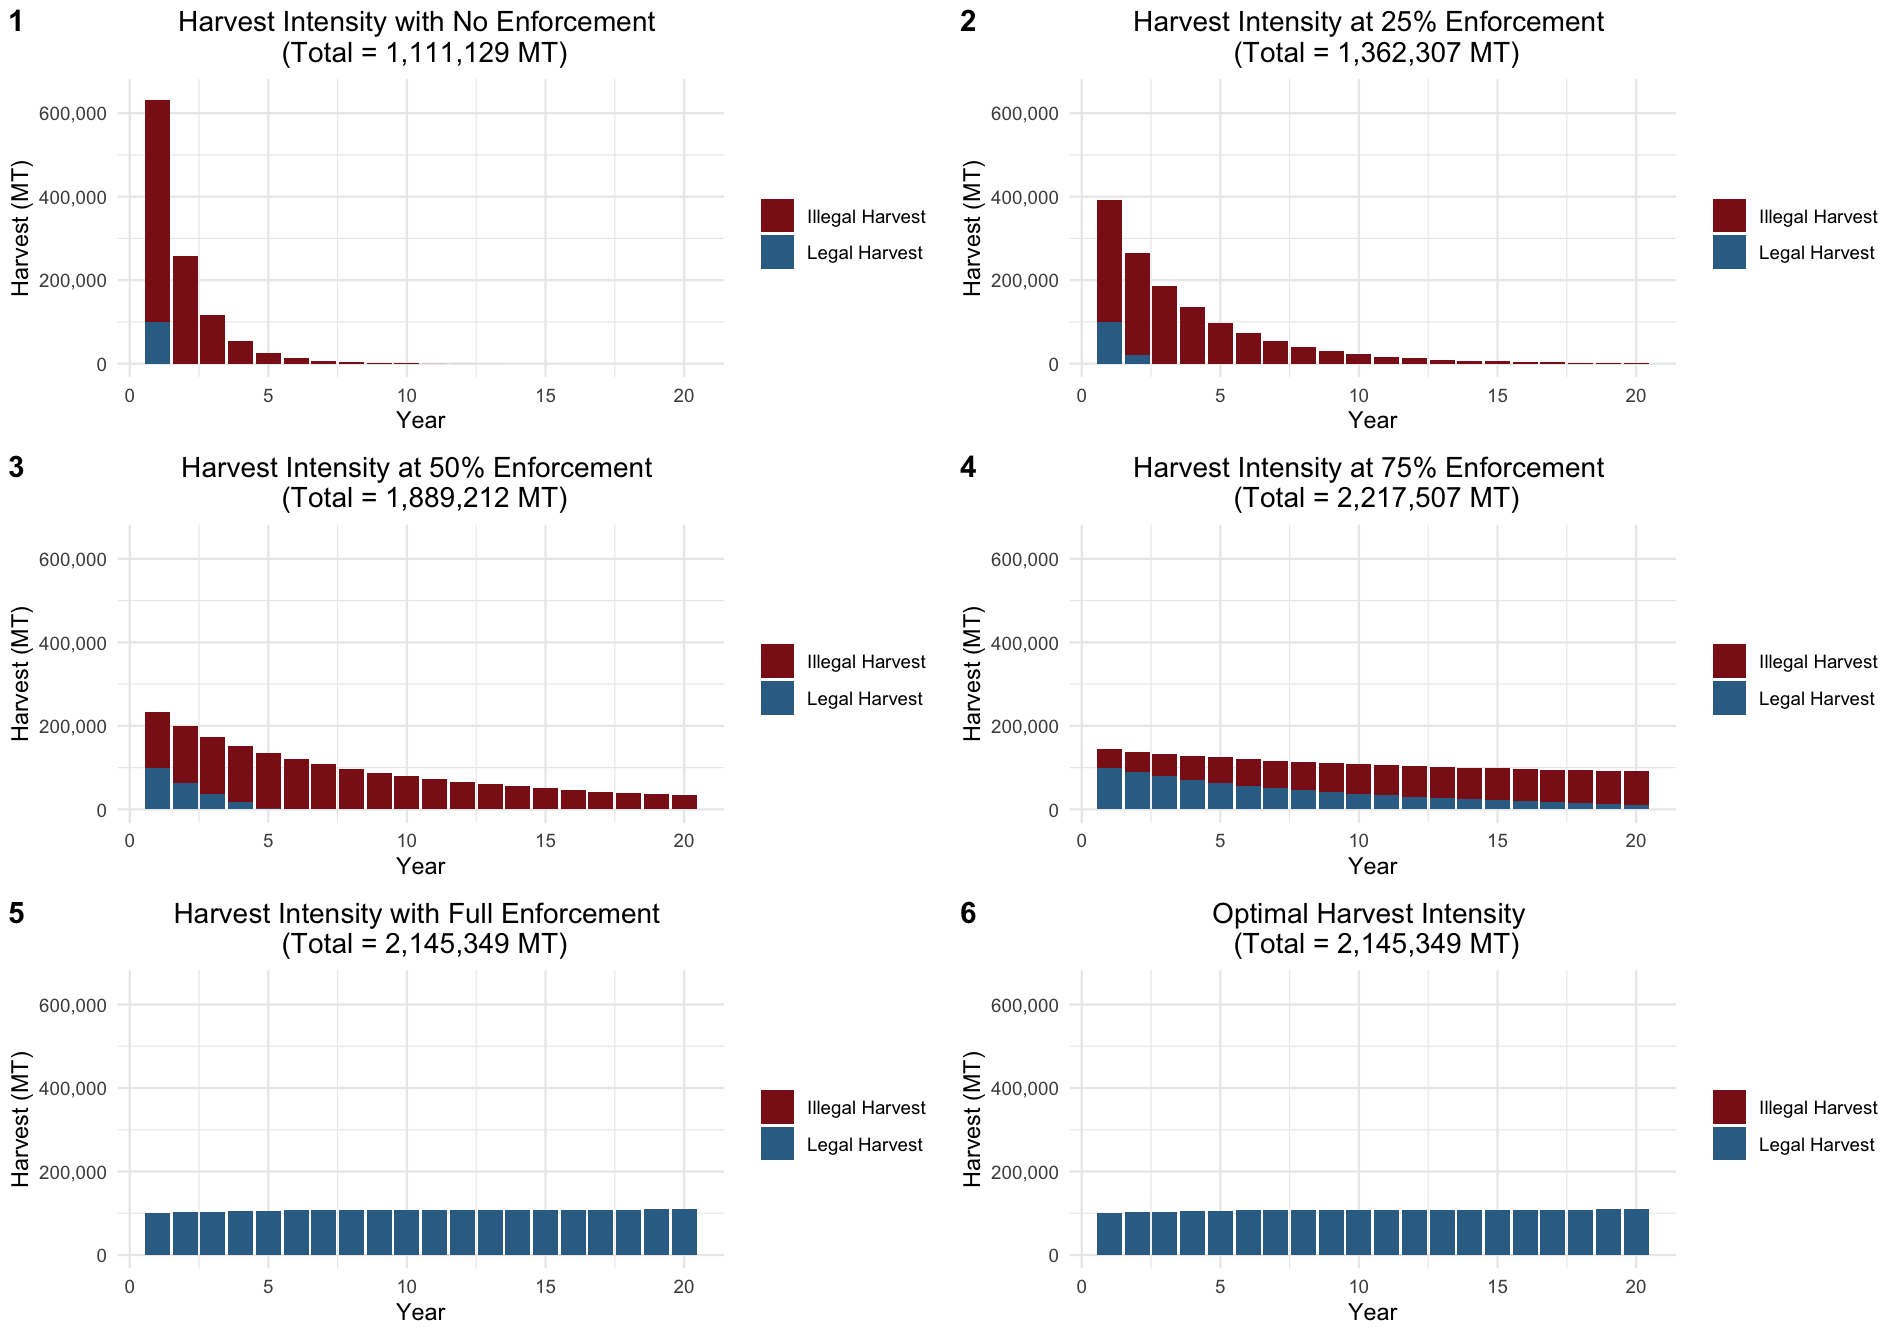 1
Harvest Intensity with No Enforcement
(Total = 1,111,129 MT)
Harvest (MT)
600,000
400,000
200,000
0
0 5 10 15 20
Year
Illegal Harvest
Legal Harvest
2
Harvest Intensity at 25% Enforcement
(Total = 1,362,307 MT)
Harvest (MT)
600,000
400,000
200,000
0
0 5 10 15 20
Year
Illegal Harvest
Legal Harvest
3
Harvest Intensity at 50% Enforcement
(Total = 1,889,212 MT)
Harvest (MT)
600,000
400,000
200,000
0
0 5 10 15 20
Year
Illegal Harvest
Legal Harvest
4
Harvest Intensity at 75% Enforcement
(Total = 2,217,507 MT)
Harvest (MT)
600,000
400,000
200,000
0
0 5 10 15 20
Year
Illegal Harvest
Legal Harvest
5
Harvest Intensity with Full Enforcement
(Total = 2,145,349 MT)
Harvest (MT)
600,000
400,000
200,000
0
0 5 10 15 20
Year
Illegal Harvest
Legal Harvest
6
Optimal Harvest Intensity
(Total = 2,145,349 MT)
Harvest (MT)
600,000
400,000
200,000
0
0 5 10 15 20
Year
Illegal Harvest
Legal Harvest